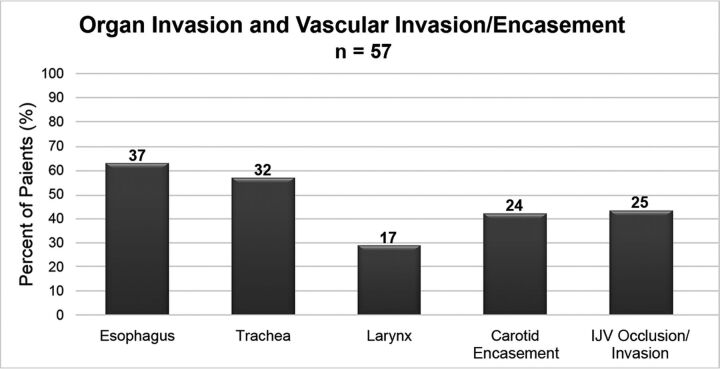 Organ Invasion and Vascular Invasion/Encasement
n = 57
Percent of Paients (%)
100
90
80
70
60
50
40
30
20
10
0
37
32
17
24
25
Esophagus
Trachea
Larynx
Carotid
Encasement
IJV Occlusion/
Invasion